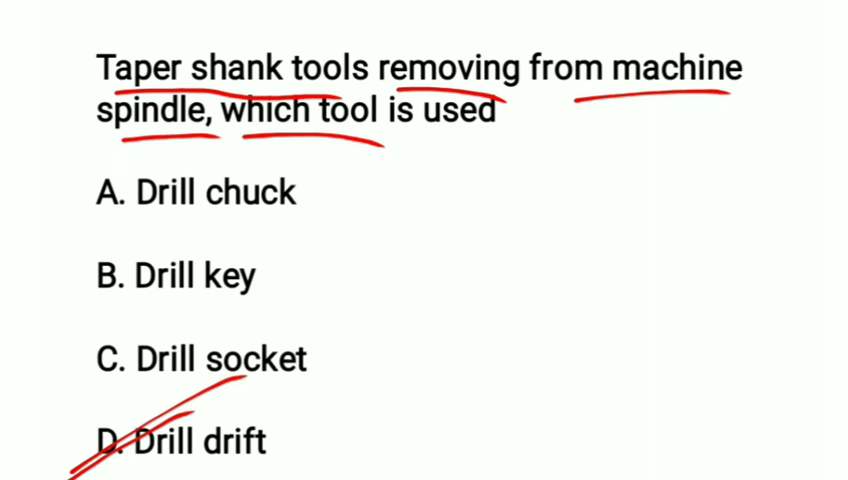 Taper shank tools removing from machine
spindle, which tool is used
A. Drill chuck
B. Drill key
C. Drill socket
D. Drill drift